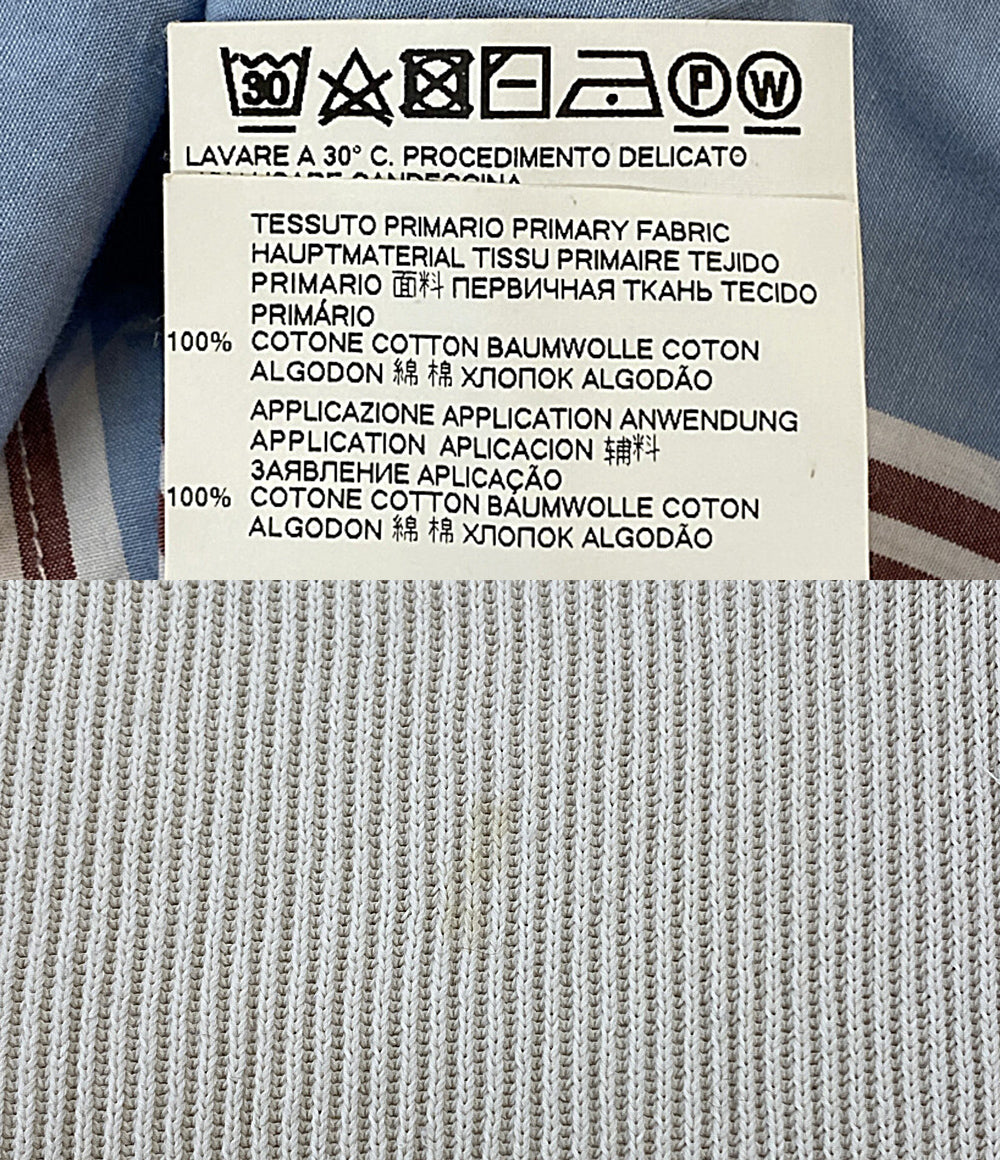 30 P W
LAVARE A 30° C. PROCEDIMENTO DELICATO
TESSUTO PRIMARIO PRIMARY FABRIC
HAUPTMATERIAL TISSU PRIMAIRE TEJIDO
PRIMARIO 面料 ПЕРВИЧНАЯ ТКАНЬ TECIDO
PRIMÁRIO
100% COTONE COTTON BAUMWOLLE COTON
ALGODON 綿 棉 ХЛОПОК ALGODÃO
APPLICAZIONE APPLICATION ANWENDUNG
APPLICATION APLICACION 辅料
ЗАЯВЛЕНИЕ APLICAÇÃO
100% COTONE COTTON BAUMWOLLE COTON
ALGODON 綿 棉 ХЛОПОК ALGODÃO